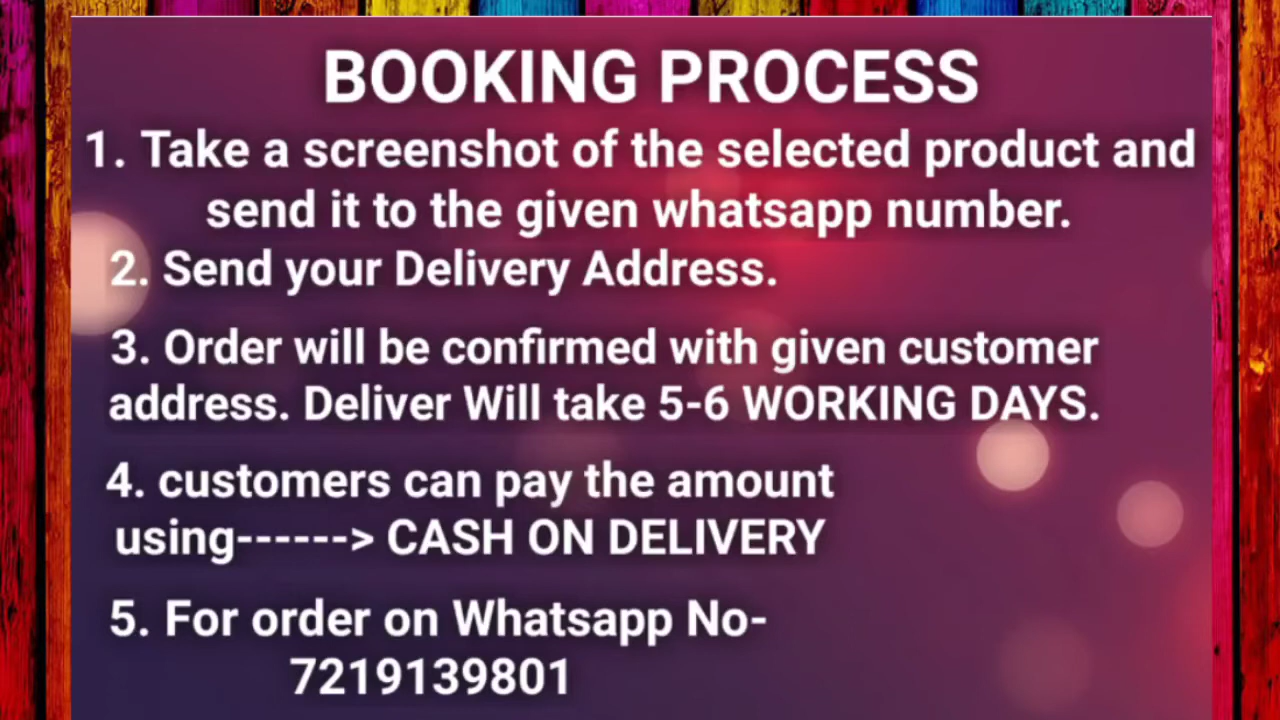 BOOKING PROCESS
1. Take a screenshot of the selected product and
send it to the given whatsapp number.
2. Send your Delivery Address.
3. Order will be confirmed with given customer
address. Deliver Will take 5-6 WORKING DAYS.
4. customers can pay the amount
using------> CASH ON DELIVERY
5. For order on Whatsapp No-
7219139801